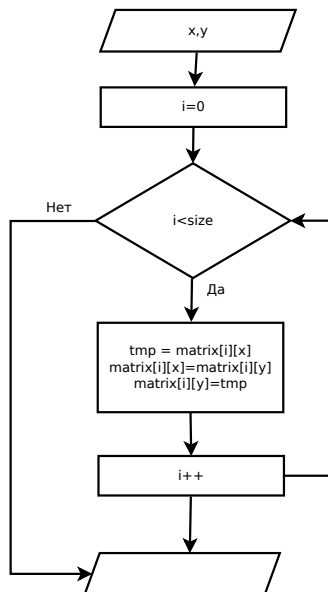 x,y
i=0
i<size
Нет
Да
tmp = matrix[i][x]
matrix[i][x]=matrix[i][y]
matrix[i][y]=tmp
i++